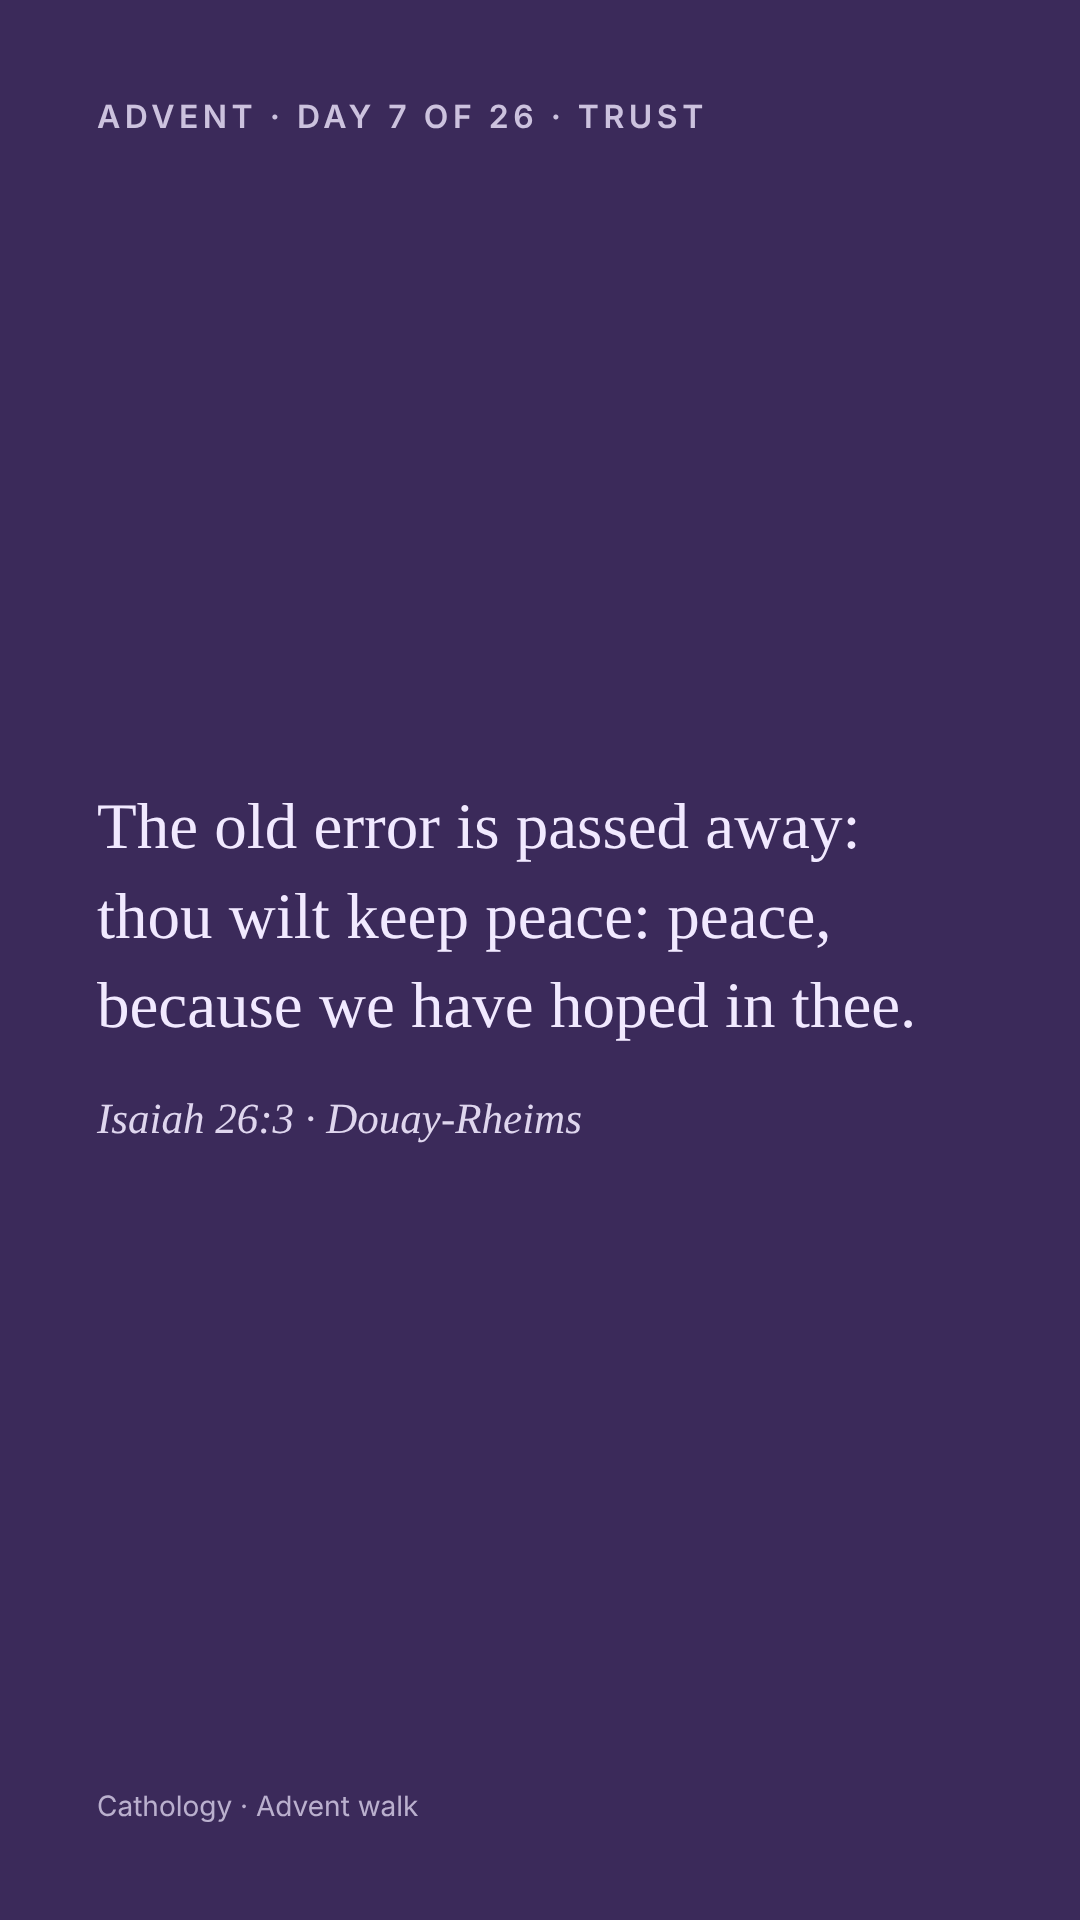 ADVENT · DAY 7 OF 26 · TRUST
The old error is passed away:
thou wilt keep peace: peace,
because we have hoped in thee.
Isaiah 26:3 · Douay-Rheims
Cathology · Advent walk